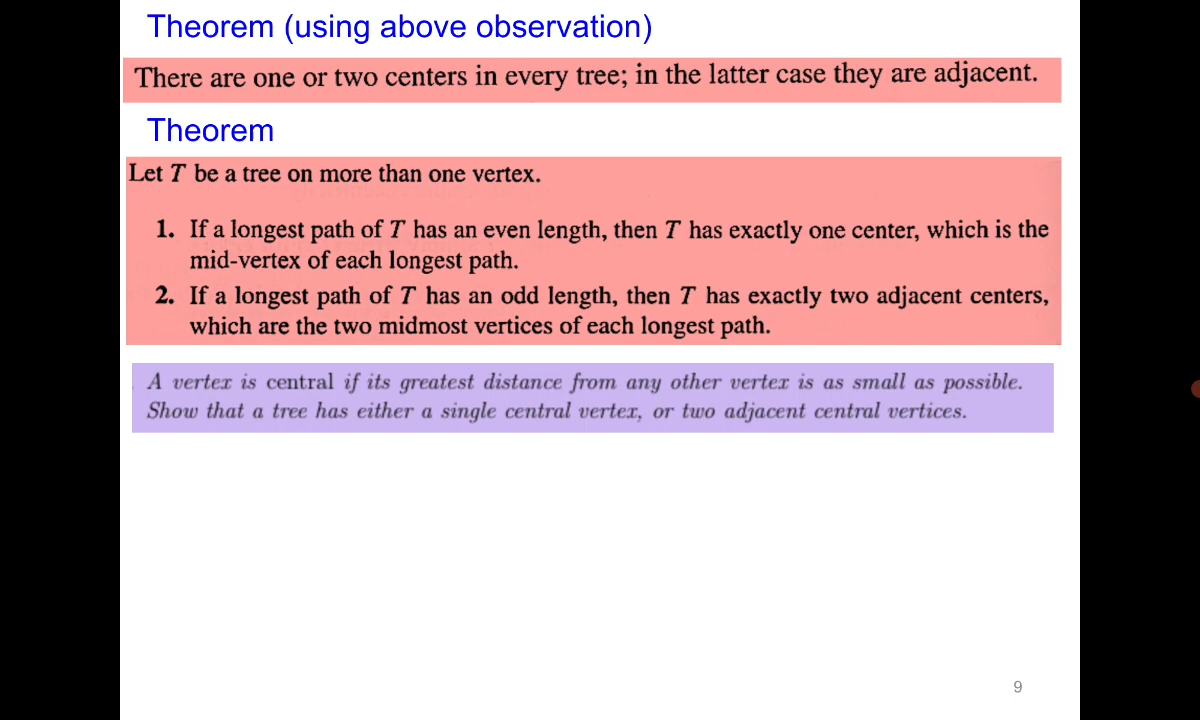 Theorem (using above observation)
There are one or two centers in every tree; in the latter case they are adjacent.
Theorem
Let T be a tree on more than one vertex.
1. If a longest path of T has an even length, then T has exactly one center, which is the
mid-vertex of each longest path.
2. If a longest path of T has an odd length, then T has exactly two adjacent centers,
which are the two midmost vertices of each longest path.
A vertex is central if its greatest distance from any other vertex is as small as possible.
Show that a tree has either a single central vertex, or two adjacent central vertices.
9